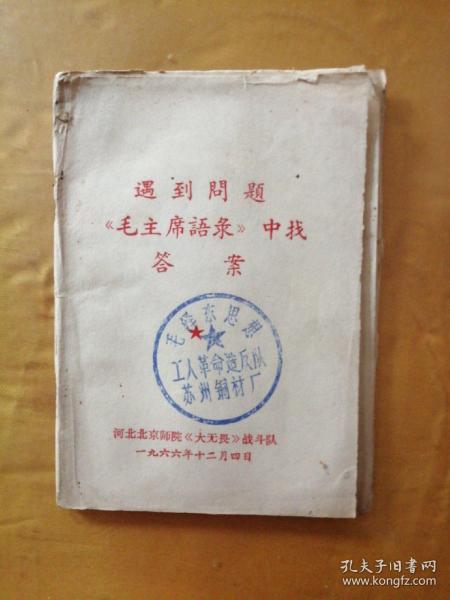 遇到問題
《毛主席語彔》中找
答案
毛泽东思想
工人革命造反队
苏州钢材厂
河北北京师院《大无畏》战斗队
一九六六年十二月四日
孔夫子旧书网
www.kongfz.com